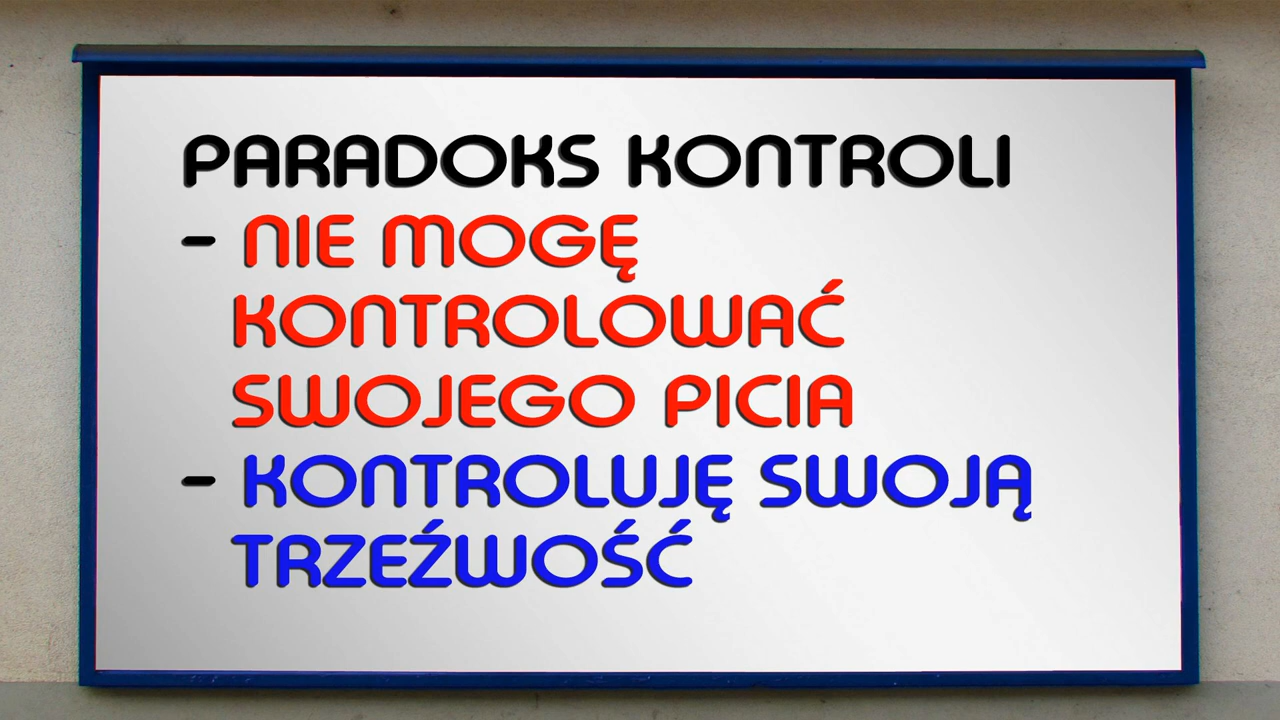 PARADOKS KONTROLI
- NIE MOGĘ
KONTROLOWAĆ
SWOJEGO PICIA
- KONTROLUJĘ SWOJĄ
TRZEŹWOŚĆ